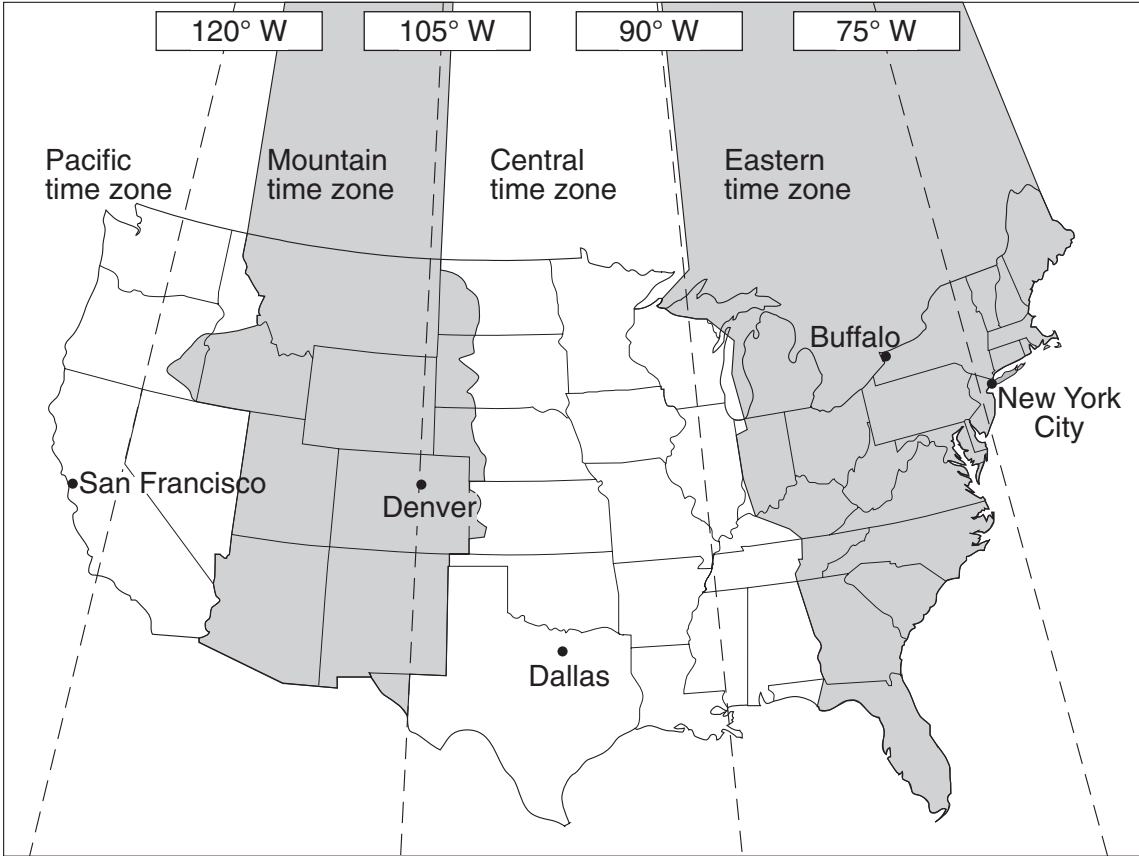 120° W
105° W
90° W
75° W
Pacific
time zone
Mountain
time zone
Central
time zone
Eastern
time zone
Buffalo
New York
City
San Francisco
Denver
Dallas